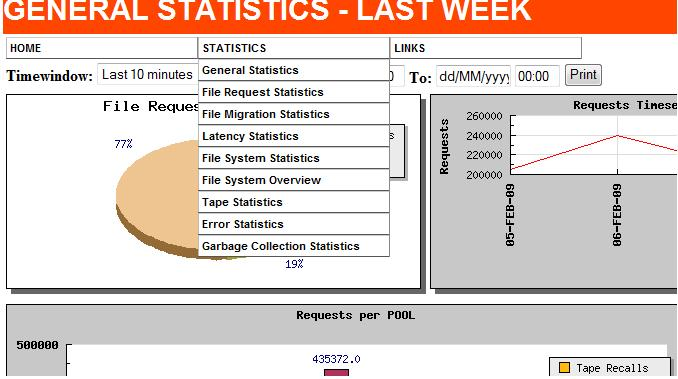 GENERAL STATISTICS - LAST WEEK
HOME STATISTICS LINKS
Timewindow: Last 10 minutes To: dd/MM/yyyy 00:00 Print
General Statistics
File Request Statistics
File Migration Statistics
Latency Statistics
File System Statistics
File System Overview
Tape Statistics
Error Statistics
Garbage Collection Statistics
File
77%
19%
Requests
Requests
260000
240000
220000
200000
05-FEB-09
06-FEB-09
Requests per POOL
500000
435372.0
Tape Recalls